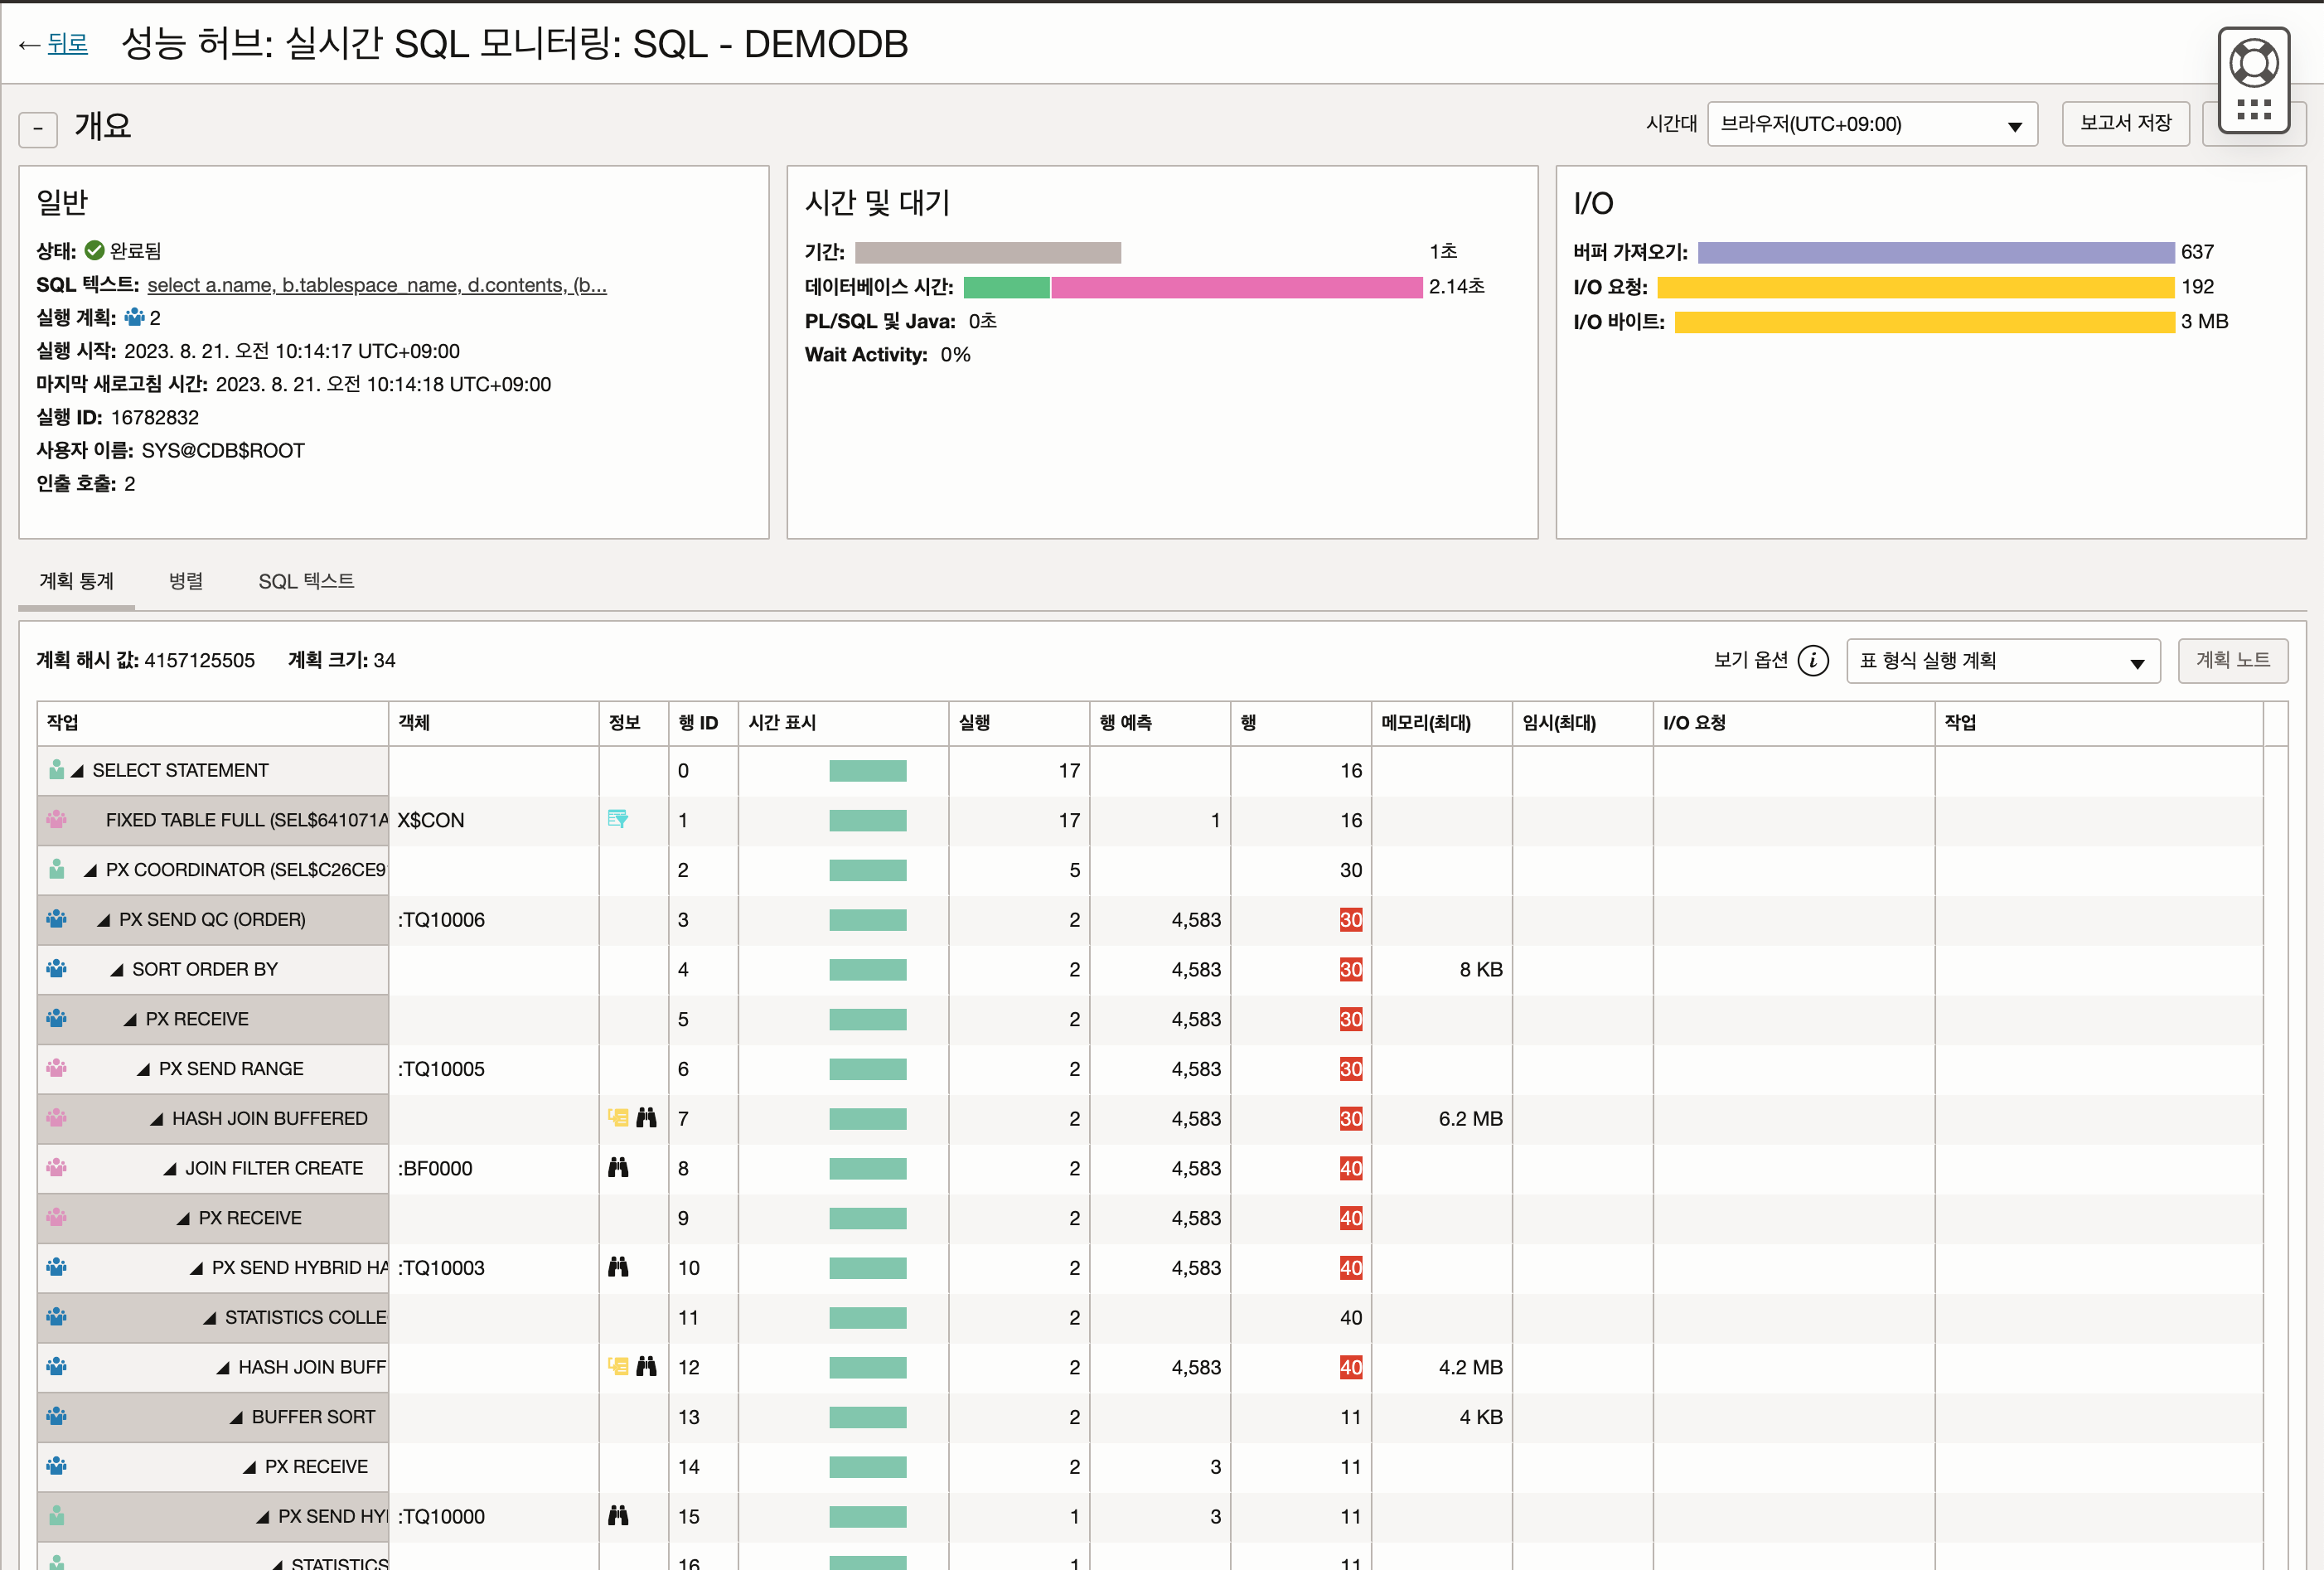 ← 뒤로 성능 허브: 실시간 SQL 모니터링: SQL - DEMODB
- 개요 시간대 브라우저(UTC+09:00) 보고서 저장
일반
상태: 완료됨
SQL 텍스트: select a.name, b.tablespace_name, d.contents, (b...
실행 계획: 2
실행 시작: 2023. 8. 21. 오전 10:14:17 UTC+09:00
마지막 새로고침 시간: 2023. 8. 21. 오전 10:14:18 UTC+09:00
실행 ID: 16782832
사용자 이름: SYS@CDB$ROOT
인출 호출: 2
시간 및 대기
기간: 1초
데이터베이스 시간: 2.14초
PL/SQL 및 Java: 0초
Wait Activity: 0%
I/O
버퍼 가져오기: 637
I/O 요청: 192
I/O 바이트: 3 MB
계획 통계 병렬 SQL 텍스트
계획 해시 값: 4157125505 계획 크기: 34 보기 옵션 i 표 형식 실행 계획 계획 노트
작업 객체 정보 행 ID 시간 표시 실행 행 예측 행 메모리(최대) 임시(최대) I/O 요청 작업
SELECT STATEMENT 0 17 16
FIXED TABLE FULL (SEL$641071A X$CON 1 17 1 16
PX COORDINATOR (SEL$C26CE9 2 5 30
PX SEND QC (ORDER) :TQ10006 3 2 4,583 30
SORT ORDER BY 4 2 4,583 30 8 KB
PX RECEIVE 5 2 4,583 30
PX SEND RANGE :TQ10005 6 2 4,583 30
HASH JOIN BUFFERED 7 2 4,583 30 6.2 MB
JOIN FILTER CREATE :BF0000 8 2 4,583 40
PX RECEIVE 9 2 4,583 40
PX SEND HYBRID HA :TQ10003 10 2 4,583 40
STATISTICS COLLE 11 2 40
HASH JOIN BUFF 12 2 4,583 40 4.2 MB
BUFFER SORT 13 2 11 4 KB
PX RECEIVE 14 2 3 11
PX SEND HYI :TQ10000 15 1 3 11
STATISTICS 16 1 11